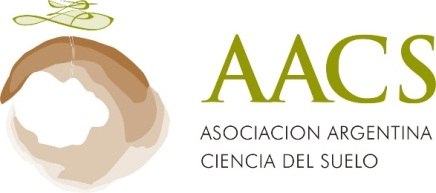 AACS
ASOCIACION ARGENTINA
CIENCIA DEL SUELO